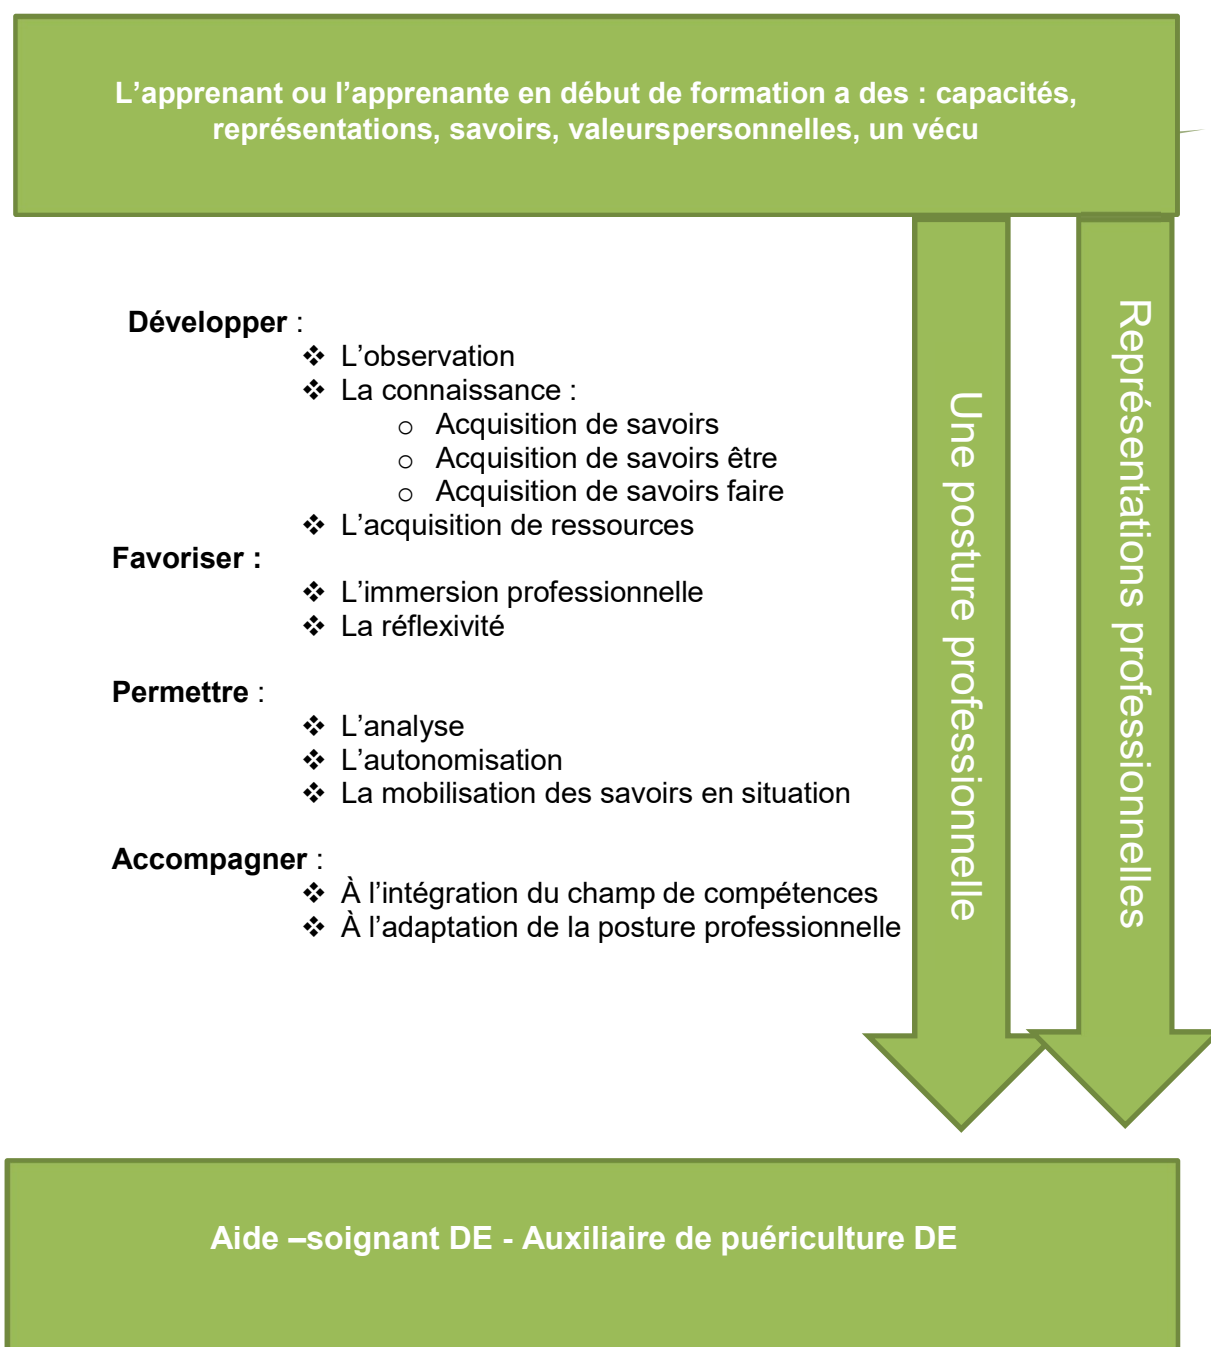 L’apprenant ou l’apprenante en début de formation a des : capacités,
représentations, savoirs, valeurspersonnelles, un vécu
Développer :
❖ L’observation
❖ La connaissance :
o Acquisition de savoirs
o Acquisition de savoirs être
o Acquisition de savoirs faire
❖ L’acquisition de ressources
Favoriser :
❖ L’immersion professionnelle
❖ La réflexivité
Permettre :
❖ L’analyse
❖ L’autonomisation
❖ La mobilisation des savoirs en situation
Accompagner :
❖ À l’intégration du champ de compétences
❖ À l’adaptation de la posture professionnelle
Une posture professionnelle
Représentations professionnelles
Aide –soignant DE - Auxiliaire de puériculture DE